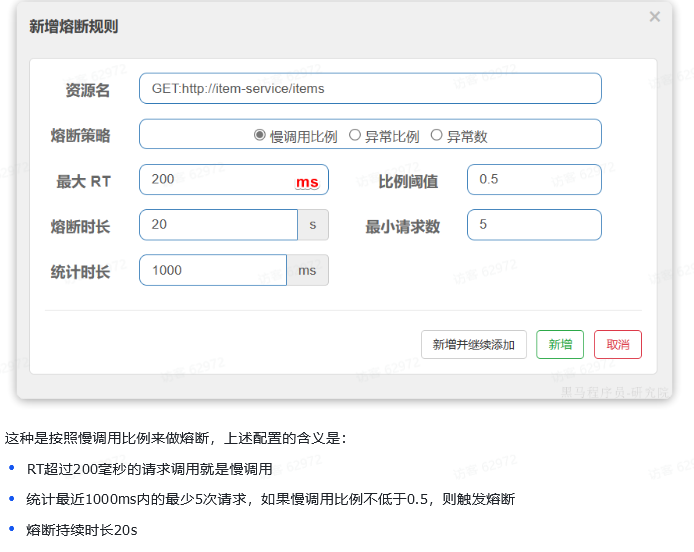 新增熔断规则
×
资源名 GET:http://item-service/items
熔断策略 慢调用比例 异常比例 异常数
最大 RT 200 ms 比例阈值 0.5
熔断时长 20 s 最小请求数 5
统计时长 1000 ms
新增并继续添加 新增 取消
黑马程序员-研究院
这种是按照慢调用比例来做熔断，上述配置的含义是：
• RT超过200毫秒的请求调用就是慢调用
• 统计最近1000ms内的最少5次请求，如果慢调用比例不低于0.5，则触发熔断
• 熔断持续时长20s
访客 62972